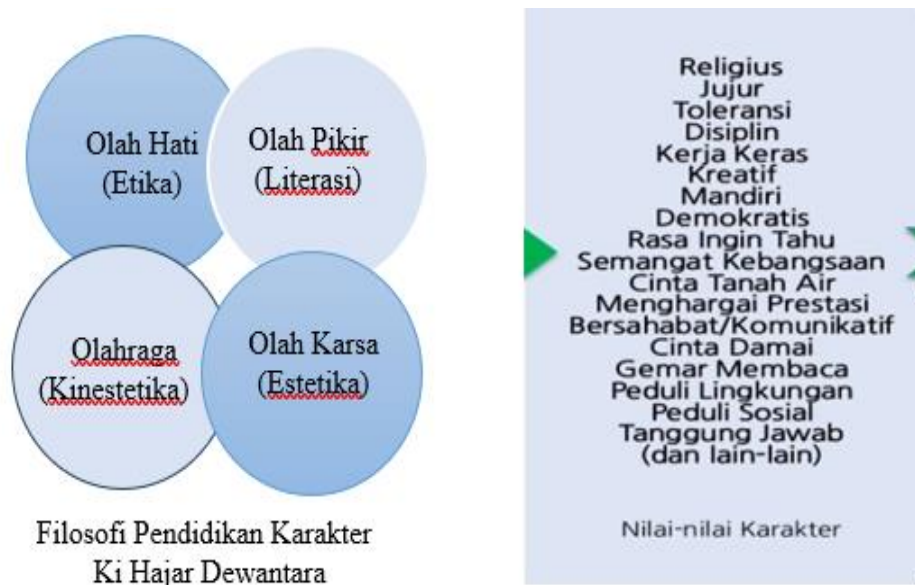 Olah Hati
(Etika)
Olah Pikir
(Literasi)
Olahraga
(Kinestetika)
Olah Karsa
(Estetika)
Filosofi Pendidikan Karakter
Ki Hajar Dewantara
Religius
Jujur
Toleransi
Disiplin
Kerja Keras
Kreatif
Mandiri
Demokratis
Rasa Ingin Tahu
Semangat Kebangsaan
Cinta Tanah Air
Menghargai Prestasi
Bersahabat/Komunikatif
Cinta Damai
Gemar Membaca
Peduli Lingkungan
Peduli Sosial
Tanggung Jawab
(dan lain-lain)
Nilai-nilai Karakter